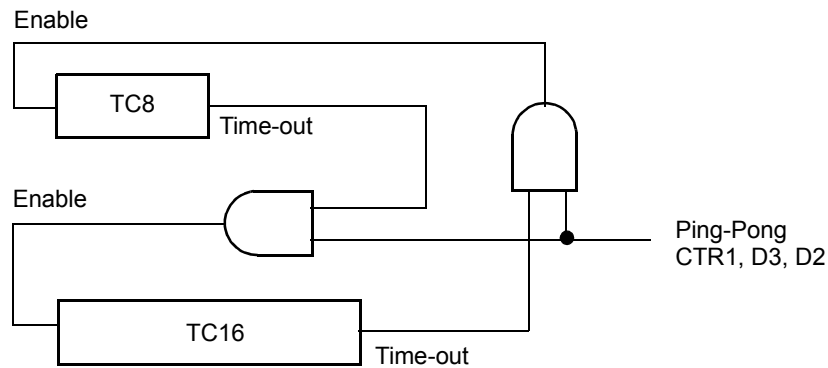 Enable
TC8
Time-out
Enable
Ping-Pong
CTR1, D3, D2
TC16
Time-out